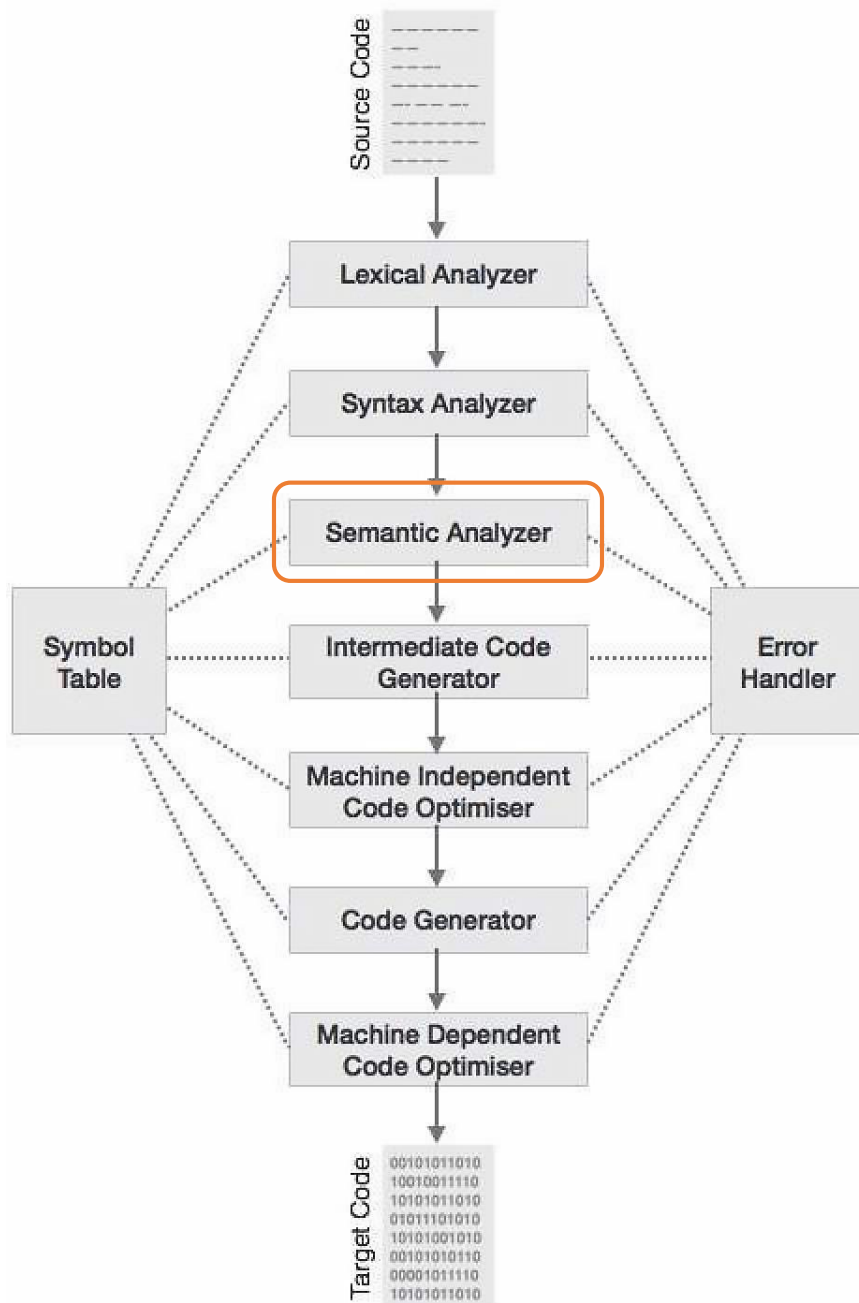 Source Code
Lexical Analyzer
Syntax Analyzer
Semantic Analyzer
Symbol
Table
Intermediate Code
Generator
Error
Handler
Machine Independent
Code Optimiser
Code Generator
Machine Dependent
Code Optimiser
Target Code
00101011010
10010011110
10101011010
01011101010
10101001010
00101010110
00001011110
10101011010